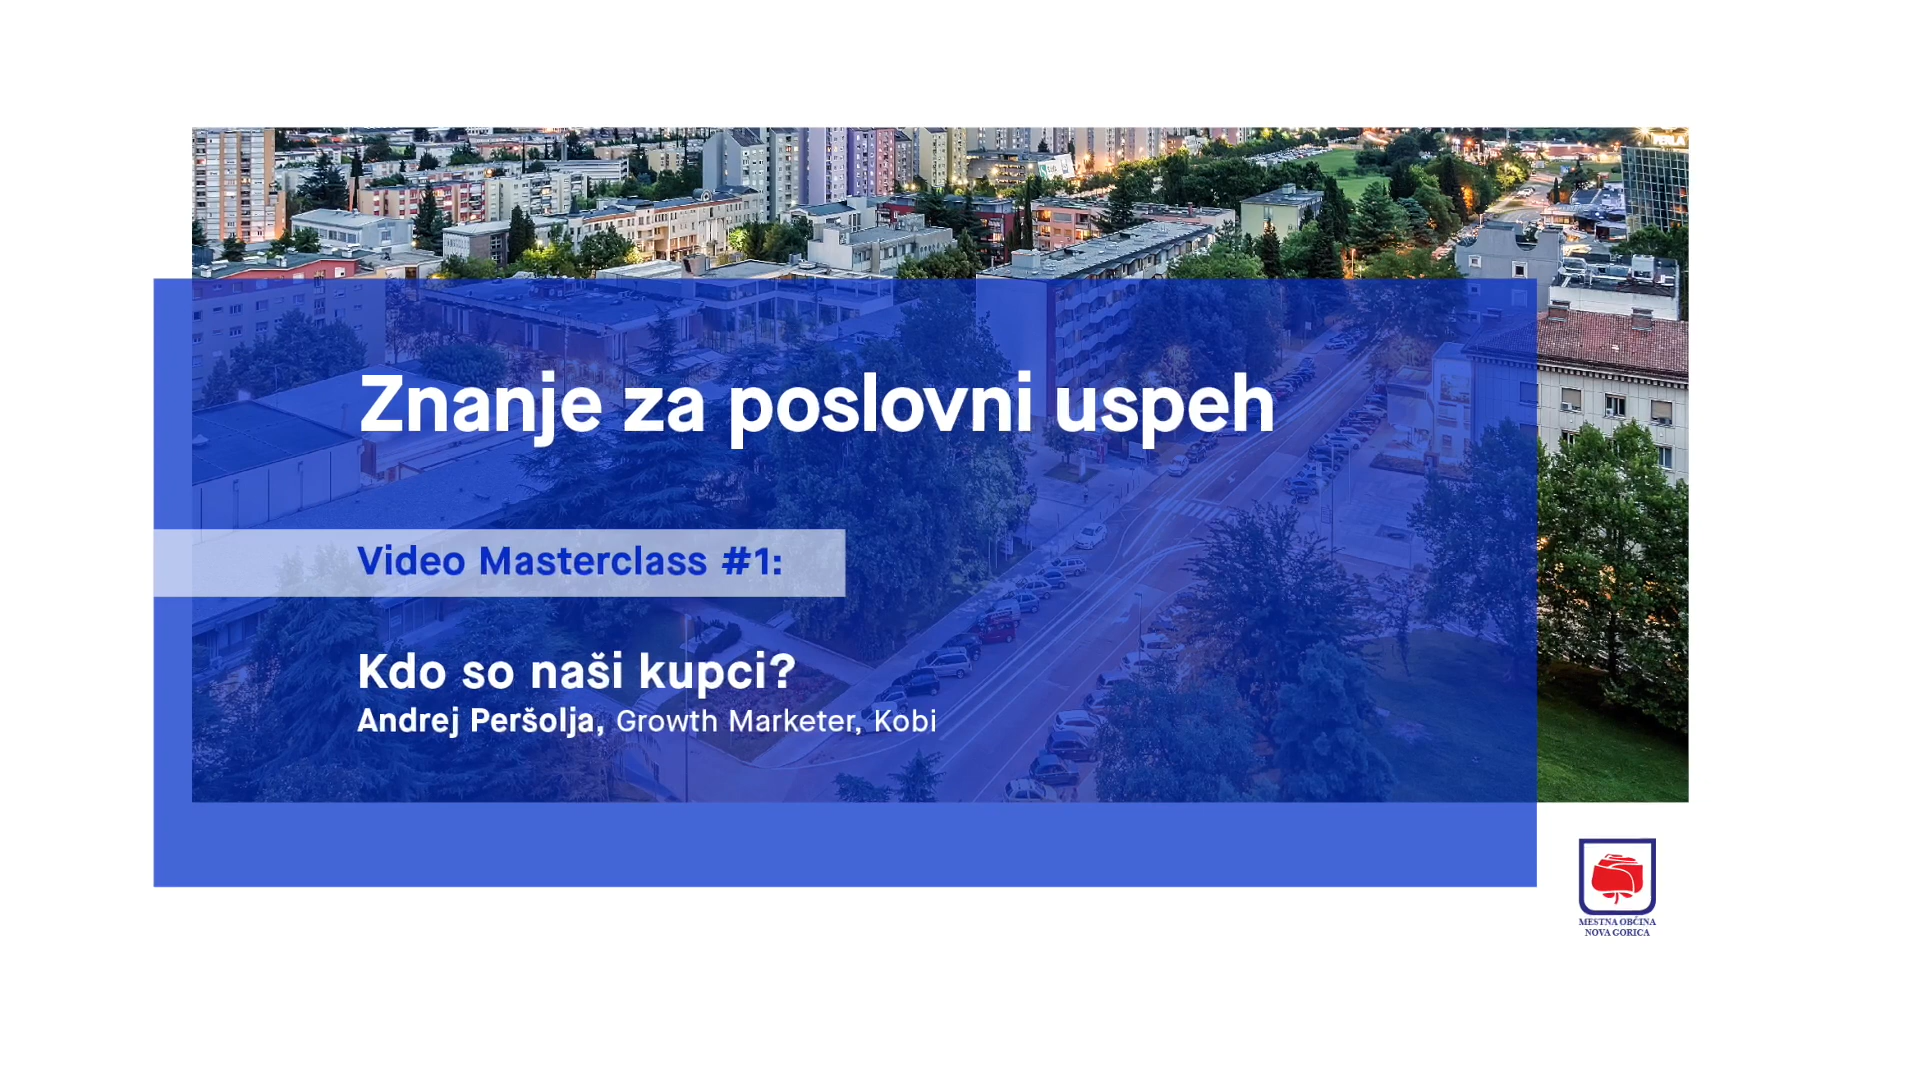 PERLA
Znanje za poslovni uspeh
Video Masterclass #1:
Kdo so naši kupci?
Andrej Peršolja, Growth Marketer, Kobi
MESTNA OBČINA
NOVA GORICA